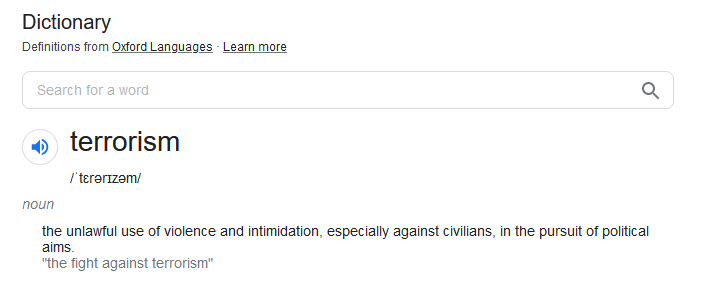 Dictionary
Definitions from Oxford Languages · Learn more
Search for a word
terrorism
/ˈtɛrərɪzəm/
noun
the unlawful use of violence and intimidation, especially against civilians, in the pursuit of political
aims.
"the fight against terrorism"